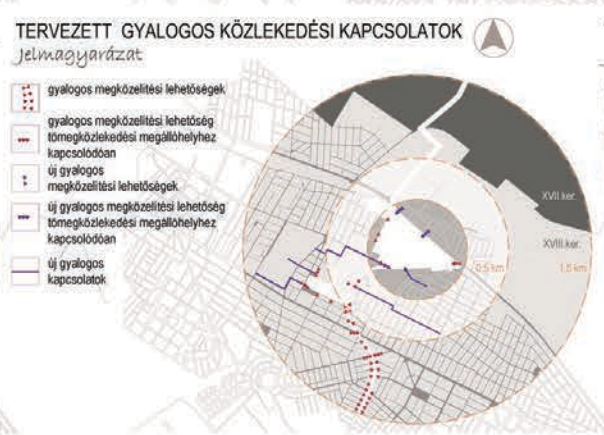 TERVEZETT GYALOGOS KÖZLEKEDÉSI KAPCSOLATOK
Jelmagyarázat
gyalogos megközelítési lehetőségek
gyalogos megközelítési lehetőség
tömegközlekedési megállóhelyhez
kapcsolódóan
új gyalogos
megközelítési lehetőségek
új gyalogos megközelítési lehetőség
tömegközlekedési megállóhelyhez
kapcsolódóan
új gyalogos
kapcsolatok
XVII.ker.
XVIII.ker.
0,5 km
1,5 km